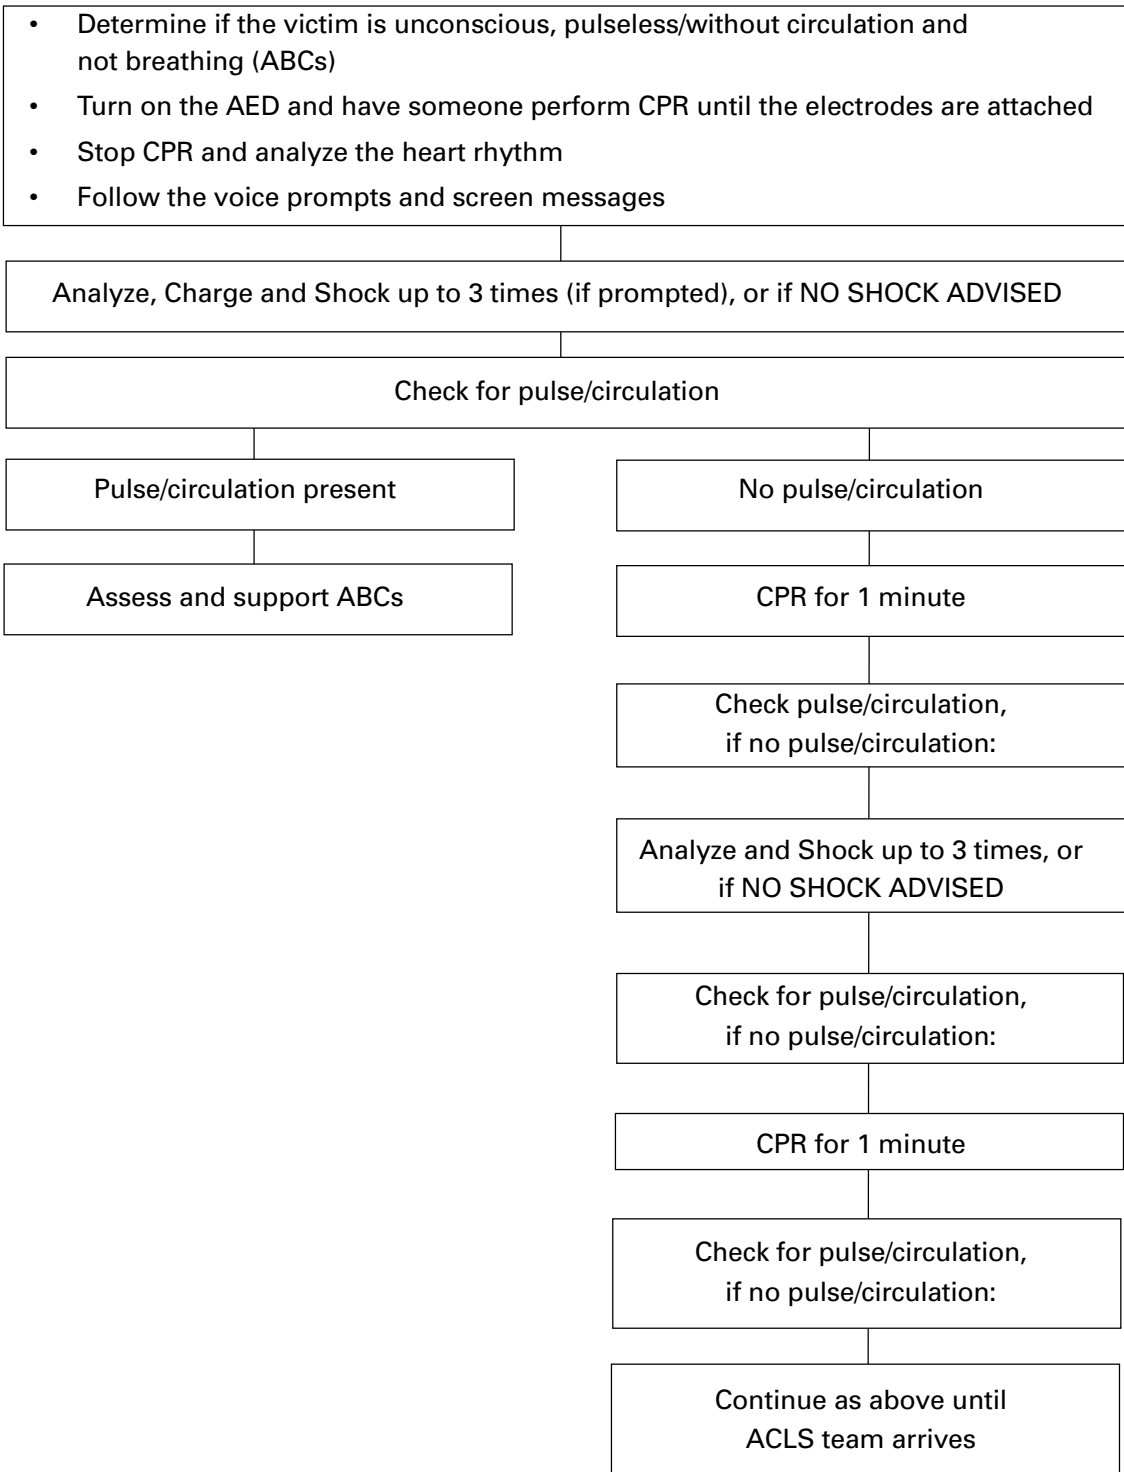 • Determine if the victim is unconscious, pulseless/without circulation and
not breathing (ABCs)
• Turn on the AED and have someone perform CPR until the electrodes are attached
• Stop CPR and analyze the heart rhythm
• Follow the voice prompts and screen messages
Analyze, Charge and Shock up to 3 times (if prompted), or if NO SHOCK ADVISED
Check for pulse/circulation
Pulse/circulation present
Assess and support ABCs
No pulse/circulation
CPR for 1 minute
Check pulse/circulation,
if no pulse/circulation:
Analyze and Shock up to 3 times, or
if NO SHOCK ADVISED
Check for pulse/circulation,
if no pulse/circulation:
CPR for 1 minute
Check for pulse/circulation,
if no pulse/circulation:
Continue as above until
ACLS team arrives